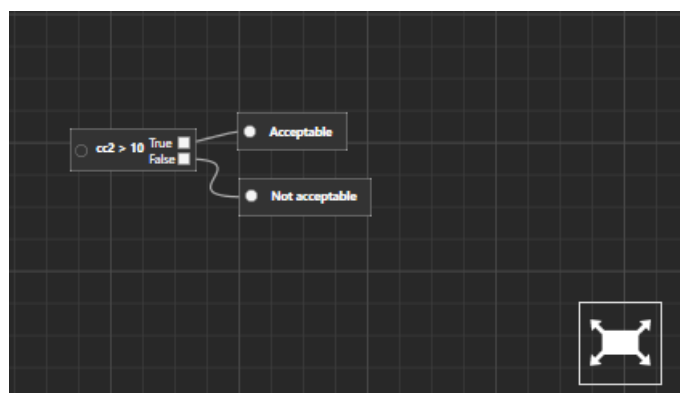 cc2 > 10
True
False
Acceptable
Not acceptable